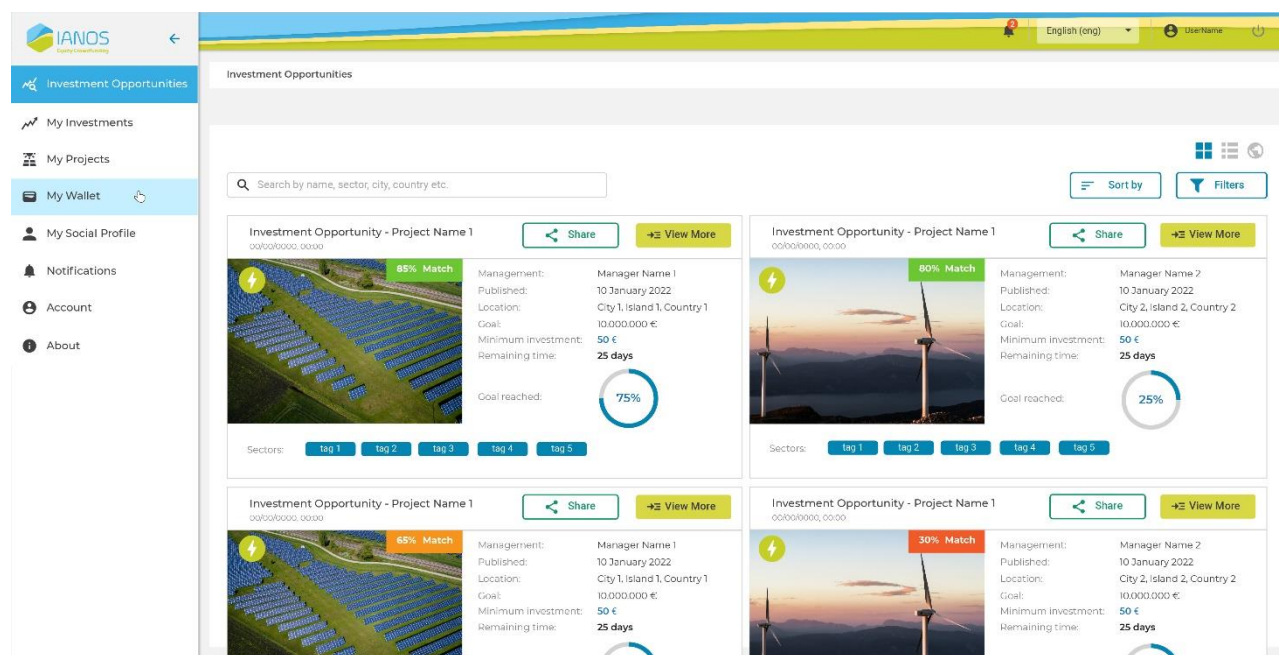 IANOS
Equity Crowdfunding
2
English (eng)
UserName
Investment Opportunities
My Investments
My Projects
My Wallet
My Social Profile
Notifications
Account
About
Investment Opportunities
Search by name, sector, city, country etc.
Sort by
Filters
Investment Opportunity - Project Name 1
00/00/0000, 00:00
Share
View More
85% Match
Management: Manager Name 1
Published: 10 January 2022
Location: City 1, Island 1, Country 1
Goal: 10.000.000 €
Minimum investment: 50 €
Remaining time: 25 days
Goal reached: 75%
Sectors: tag 1 tag 2 tag 3 tag 4 tag 5
Investment Opportunity - Project Name 1
00/00/0000, 00:00
Share
View More
80% Match
Management: Manager Name 2
Published: 10 January 2022
Location: City 2, Island 2, Country 2
Goal: 10.000.000 €
Minimum investment: 50 €
Remaining time: 25 days
Goal reached: 25%
Sectors: tag 1 tag 2 tag 3 tag 4 tag 5
Investment Opportunity - Project Name 1
00/00/0000, 00:00
Share
View More
65% Match
Management: Manager Name 1
Published: 10 January 2022
Location: City 1, Island 1, Country 1
Goal: 10.000.000 €
Minimum investment: 50 €
Remaining time: 25 days
Investment Opportunity - Project Name 1
00/00/0000, 00:00
Share
View More
30% Match
Management: Manager Name 2
Published: 10 January 2022
Location: City 2, Island 2, Country 2
Goal: 10.000.000 €
Minimum investment: 50 €
Remaining time: 25 days